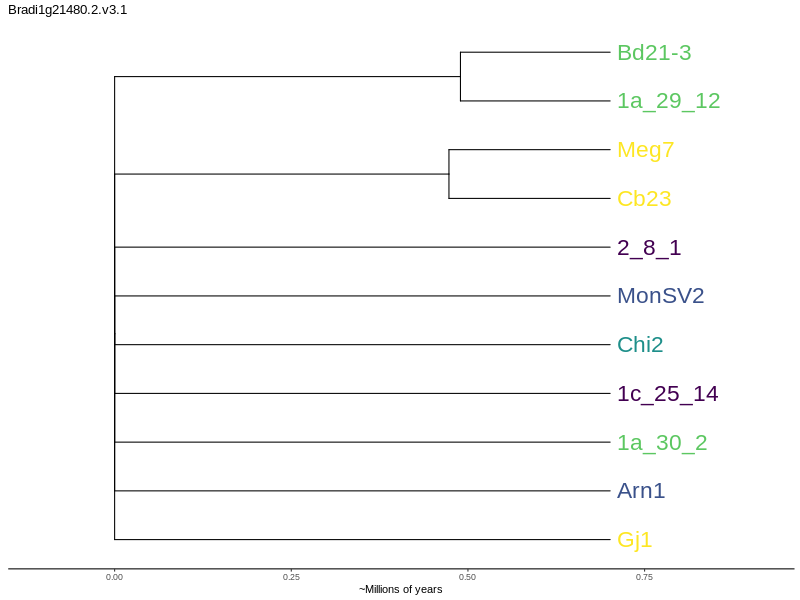 Bradi1g21480.2.v3.1
Bd21-3
1a_29_12
Meg7
Cb23
2_8_1
MonSV2
Chi2
1c_25_14
1a_30_2
Arn1
Gj1
0.00 0.25 0.50 0.75
~Millions of years